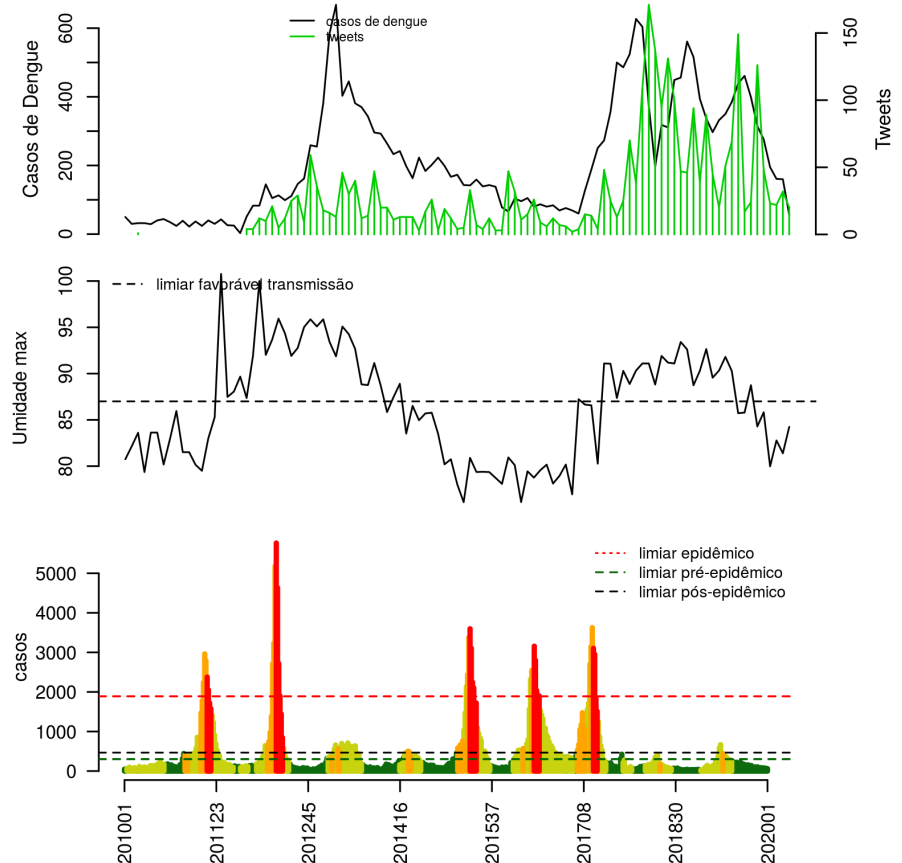 casos de dengue
tweets
Casos de Dengue
0
200
400
600
Tweets
0
50
100
150
limiar favorável transmissão
Umidade max
80
85
90
95
100
limiar epidêmico
limiar pré-epidêmico
limiar pós-epidêmico
casos
5000
4000
3000
2000
1000
0
201001
201123
201245
201416
201537
201708
201830
202001